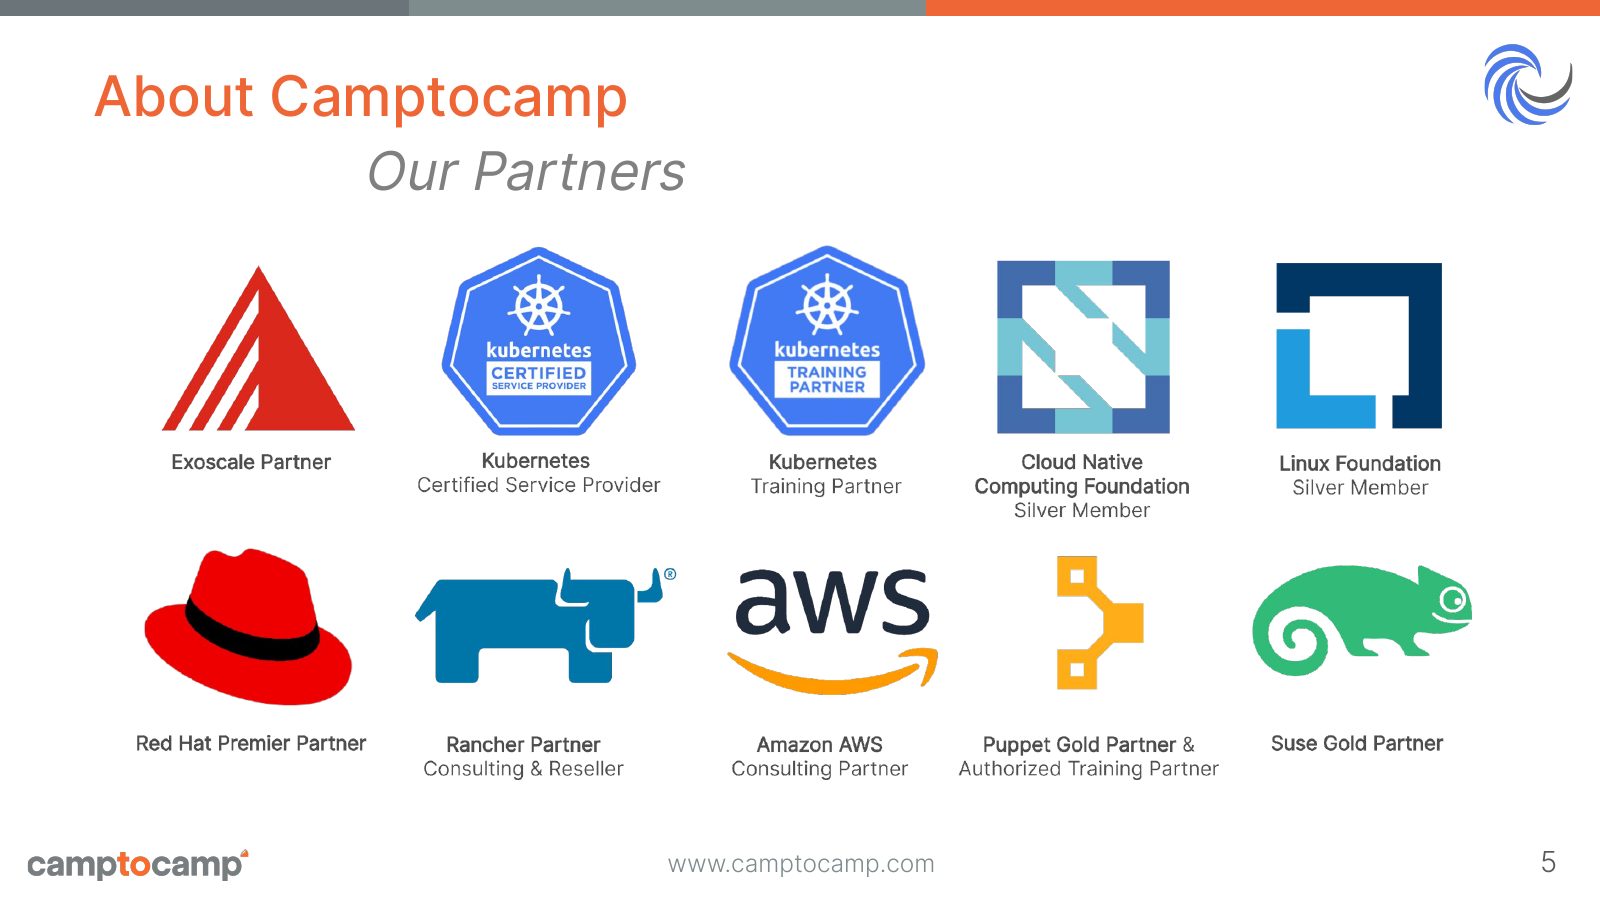 About Camptocamp
Our Partners
kubernetes
CERTIFIED
SERVICE PROVIDER
kubernetes
TRAINING
PARTNER
Exoscale Partner
Kubernetes
Certified Service Provider
Kubernetes
Training Partner
Cloud Native
Computing Foundation
Silver Member
Linux Foundation
Silver Member
®
aws
Red Hat Premier Partner
Rancher Partner
Consulting & Reseller
Amazon AWS
Consulting Partner
Puppet Gold Partner &
Authorized Training Partner
Suse Gold Partner
camptocamp
www.camptocamp.com
5